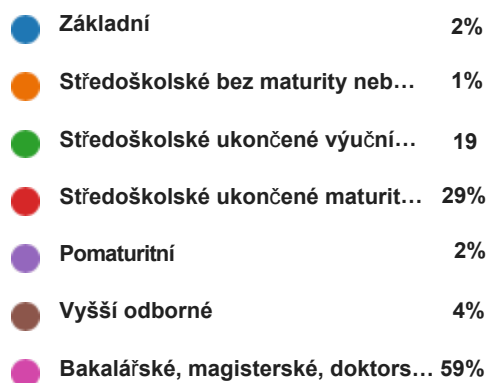 Základní 2%
Středoškolské bez maturity neb… 1%
Středoškolské ukončené výuční… 19
Středoškolské ukončené maturit… 29%
Pomaturitní 2%
Vyšší odborné 4%
Bakalářské, magisterské, doktors… 59%